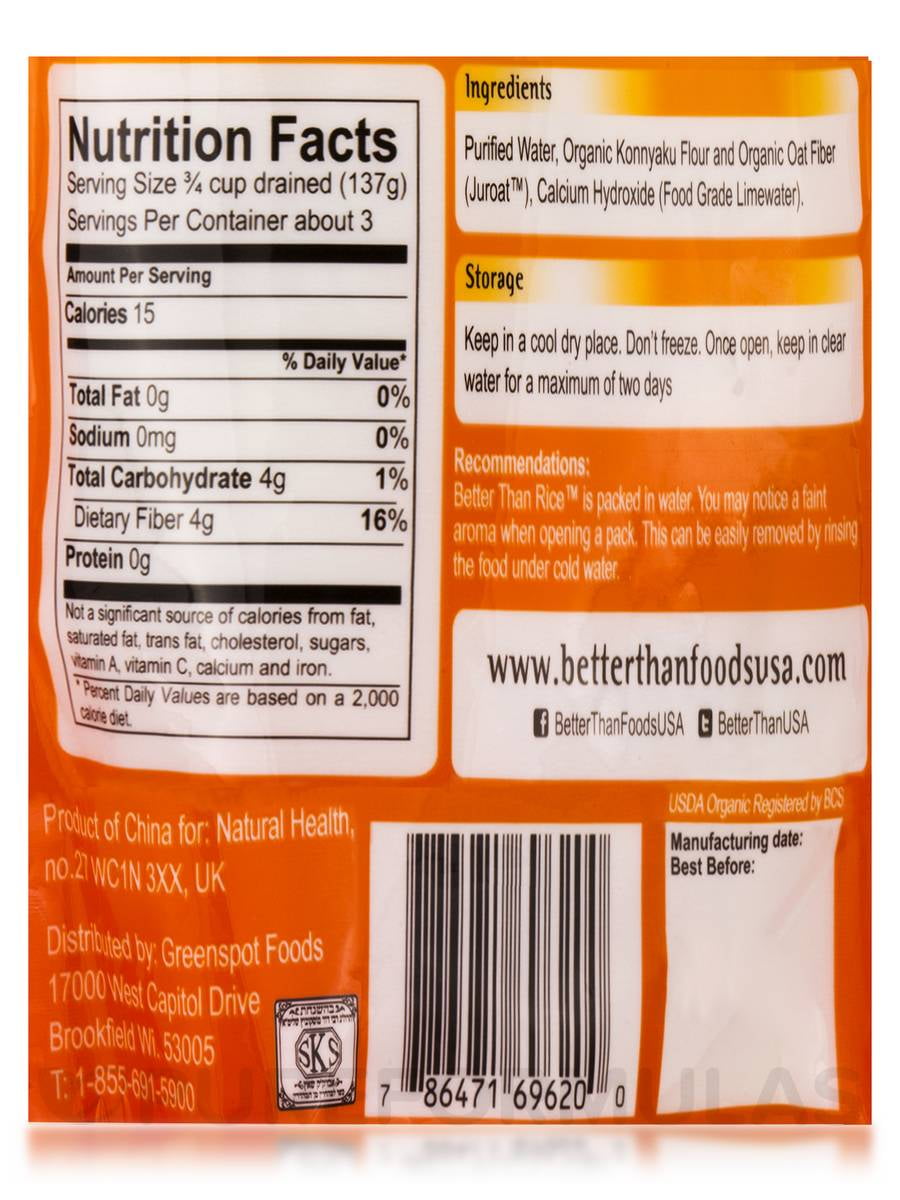 Nutrition Facts
Serving Size ¾ cup drained (137g)
Servings Per Container about 3
Amount Per Serving
Calories 15
% Daily Value*
Total Fat 0g 0%
Sodium 0mg 0%
Total Carbohydrate 4g 1%
Dietary Fiber 4g 16%
Protein 0g
Not a significant source of calories from fat,
saturated fat, trans fat, cholesterol, sugars,
vitamin A, vitamin C, calcium and iron.
* Percent Daily Values are based on a 2,000
calorie diet.
Ingredients
Purified Water, Organic Konnyaku Flour and Organic Oat Fiber
(Juroat™), Calcium Hydroxide (Food Grade Limewater).
Storage
Keep in a cool dry place. Don't freeze. Once open, keep in clear
water for a maximum of two days
Recommendations:
Better Than Rice™ is packed in water. You may notice a faint
aroma when opening a pack. This can be easily removed by rinsing
the food under cold water.
www.betterthanfoodsusa.com
f BetterThanFoodsUSA t BetterThanUSA
USDA Organic Registered by BCS
Manufacturing date:
Best Before:
Product of China for: Natural Health,
no.27 WC1N 3XX, UK
Distributed by: Greenspot Foods
17000 West Capitol Drive
Brookfield Wi. 53005
T: 1-855-691-5900
SKS
7 86471 69620 0